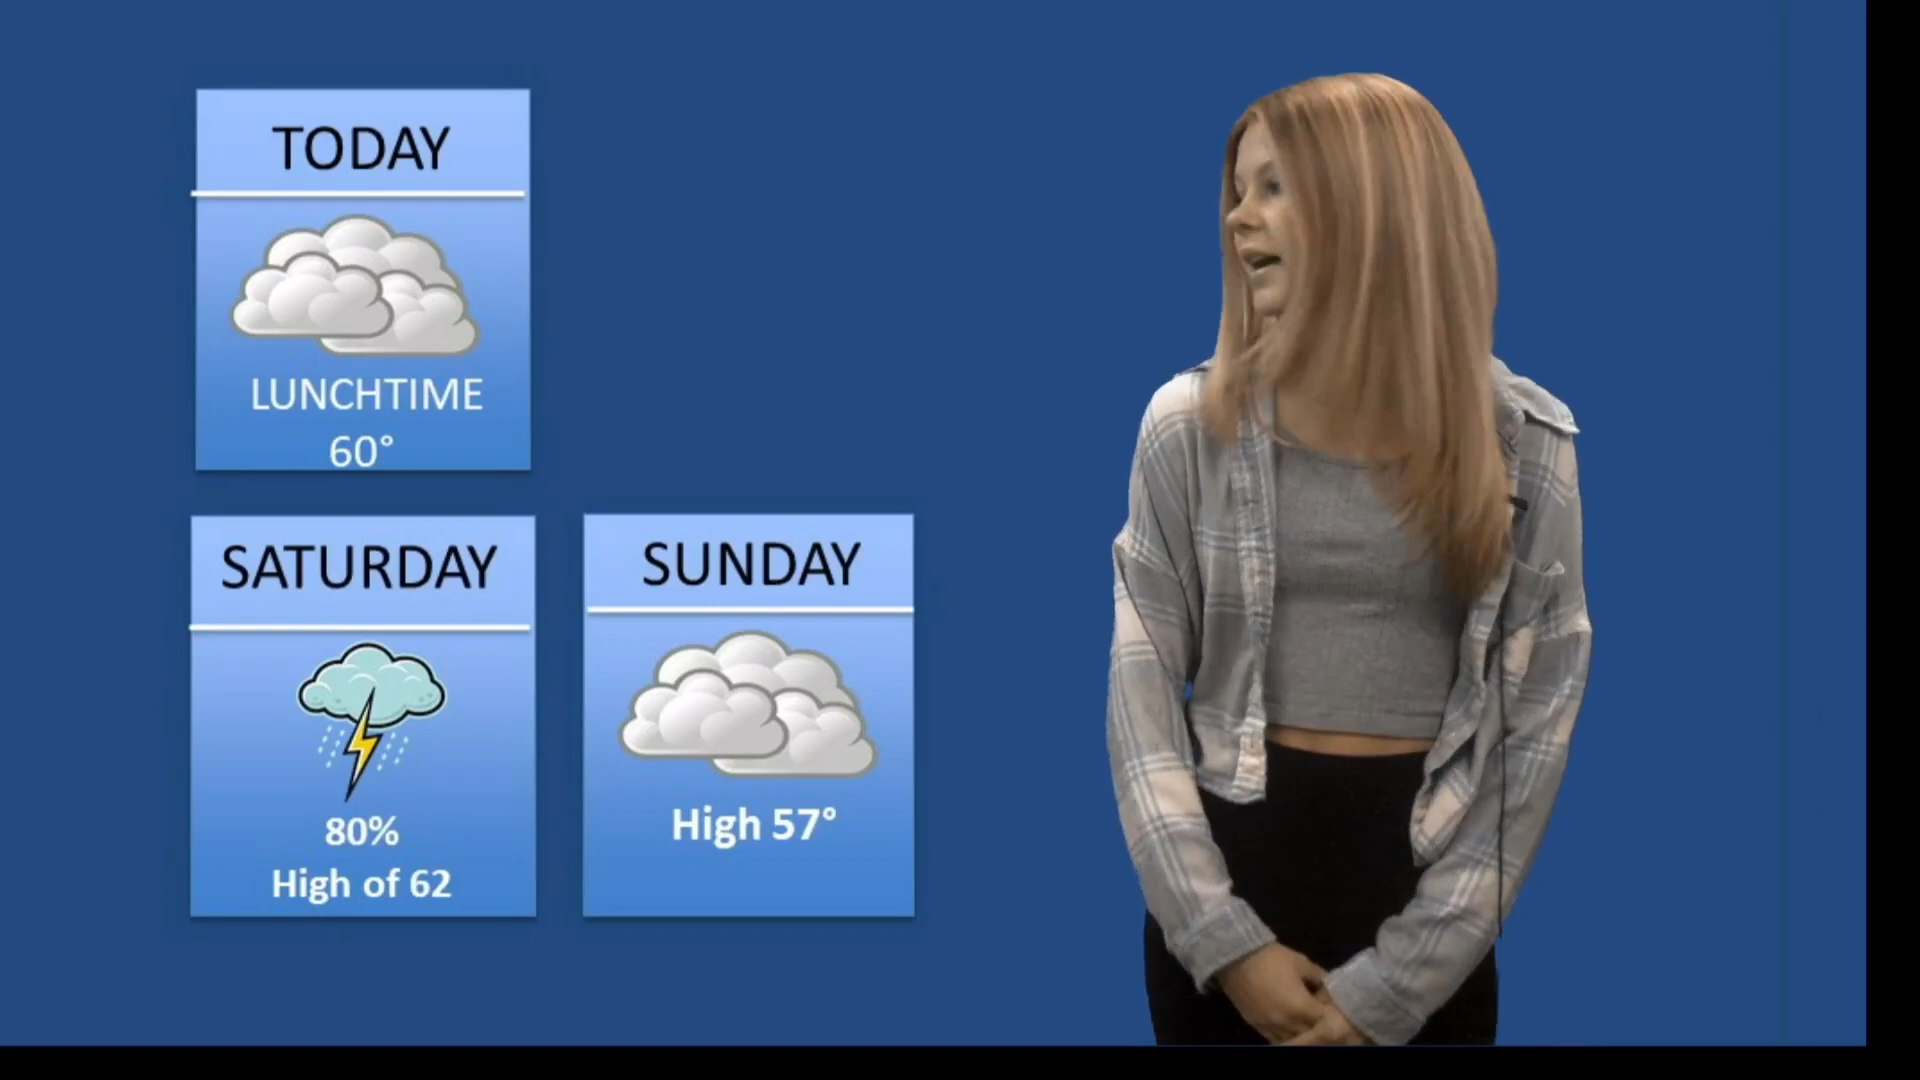 TODAY
LUNCHTIME
60°
SATURDAY
80%
High of 62
SUNDAY
High 57°